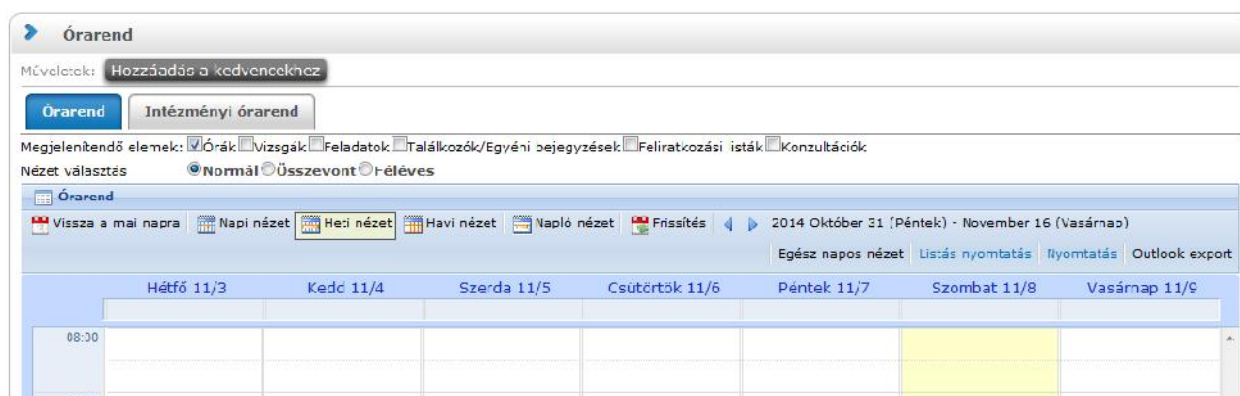 Órarend
Műveletek: Hozzáadás a kedvencekhez
Órarend Intézményi órarend
Megjelenítendő elemek: Órák Vizsgák Feladatok Találkozók/Egyéni bejegyzések Feliratkozási listák Konzultációk
Nézet választás Normál Összevont Féléves
Órarend
Vissza a mai napra Napi nézet Heti nézet Havi nézet Napló nézet Frissítés 2014 Október 31 (Péntek) - November 16 (Vasárnap)
Egész napos nézet Listás nyomtatás Nyomtatás Outlook export
Hétfő 11/3 Kedd 11/4 Szerda 11/5 Csütörtök 11/6 Péntek 11/7 Szombat 11/8 Vasárnap 11/9
08:00